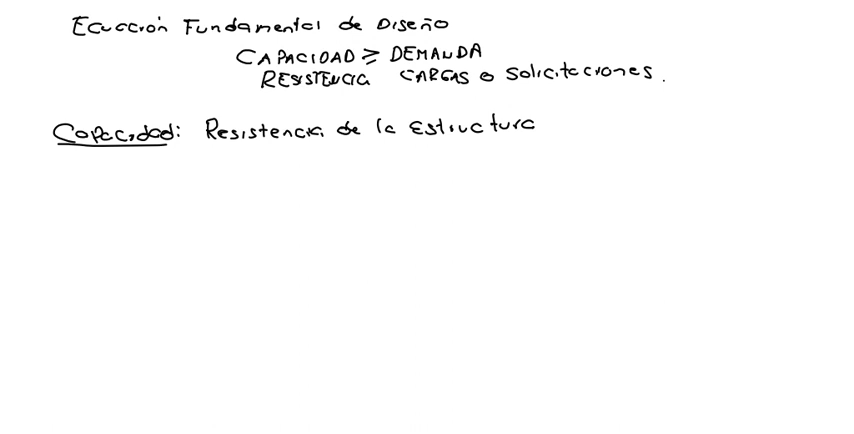 Ecuación Fundamental de Diseño
CAPACIDAD ≥ DEMANDA
RESISTENCIA CARGAS o Solicitaciones.
Capacidad: Resistencia de la Estructura